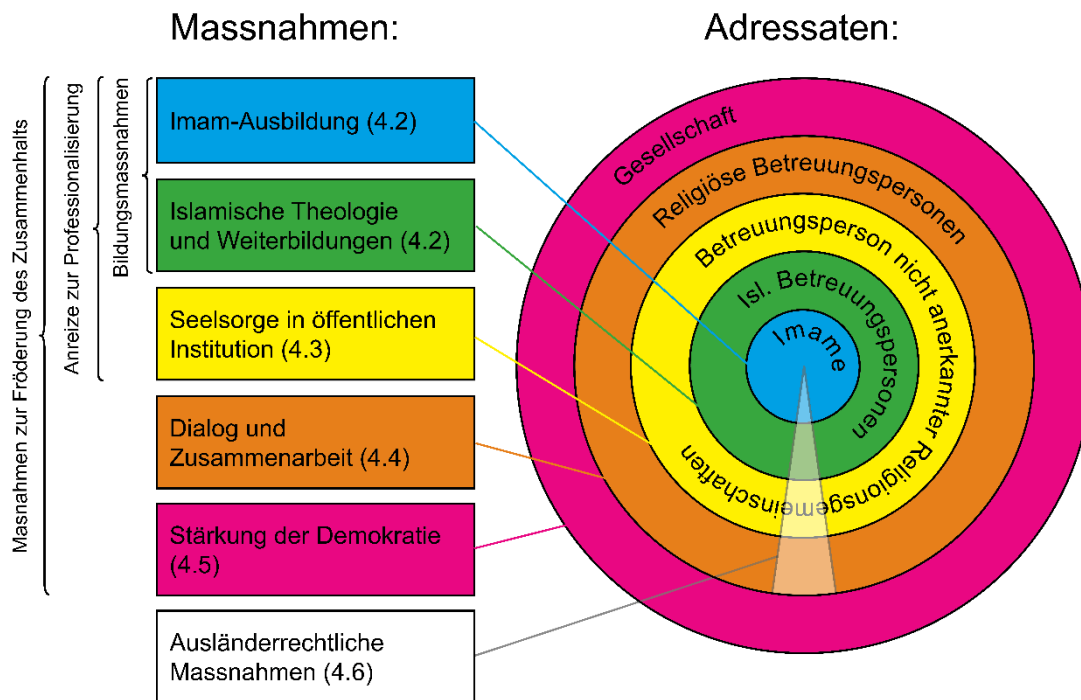 Massnahmen:
Adressaten:
Masnahmen zur Fröderung des Zusammenhalts
Anreize zur Professionalisierung
Bildungsmassnahmen
Imam-Ausbildung (4.2)
Islamische Theologie
und Weiterbildungen (4.2)
Seelsorge in öffentlichen
Institution (4.3)
Dialog und
Zusammenarbeit (4.4)
Stärkung der Demokratie
(4.5)
Ausländerrechtliche
Massnahmen (4.6)
Gesellschaft
Religiöse Betreuungspersonen
Betreuungsperson nicht anerkannter Religionsgemeinschaften
Isl. Betreuungspersonen
Imame